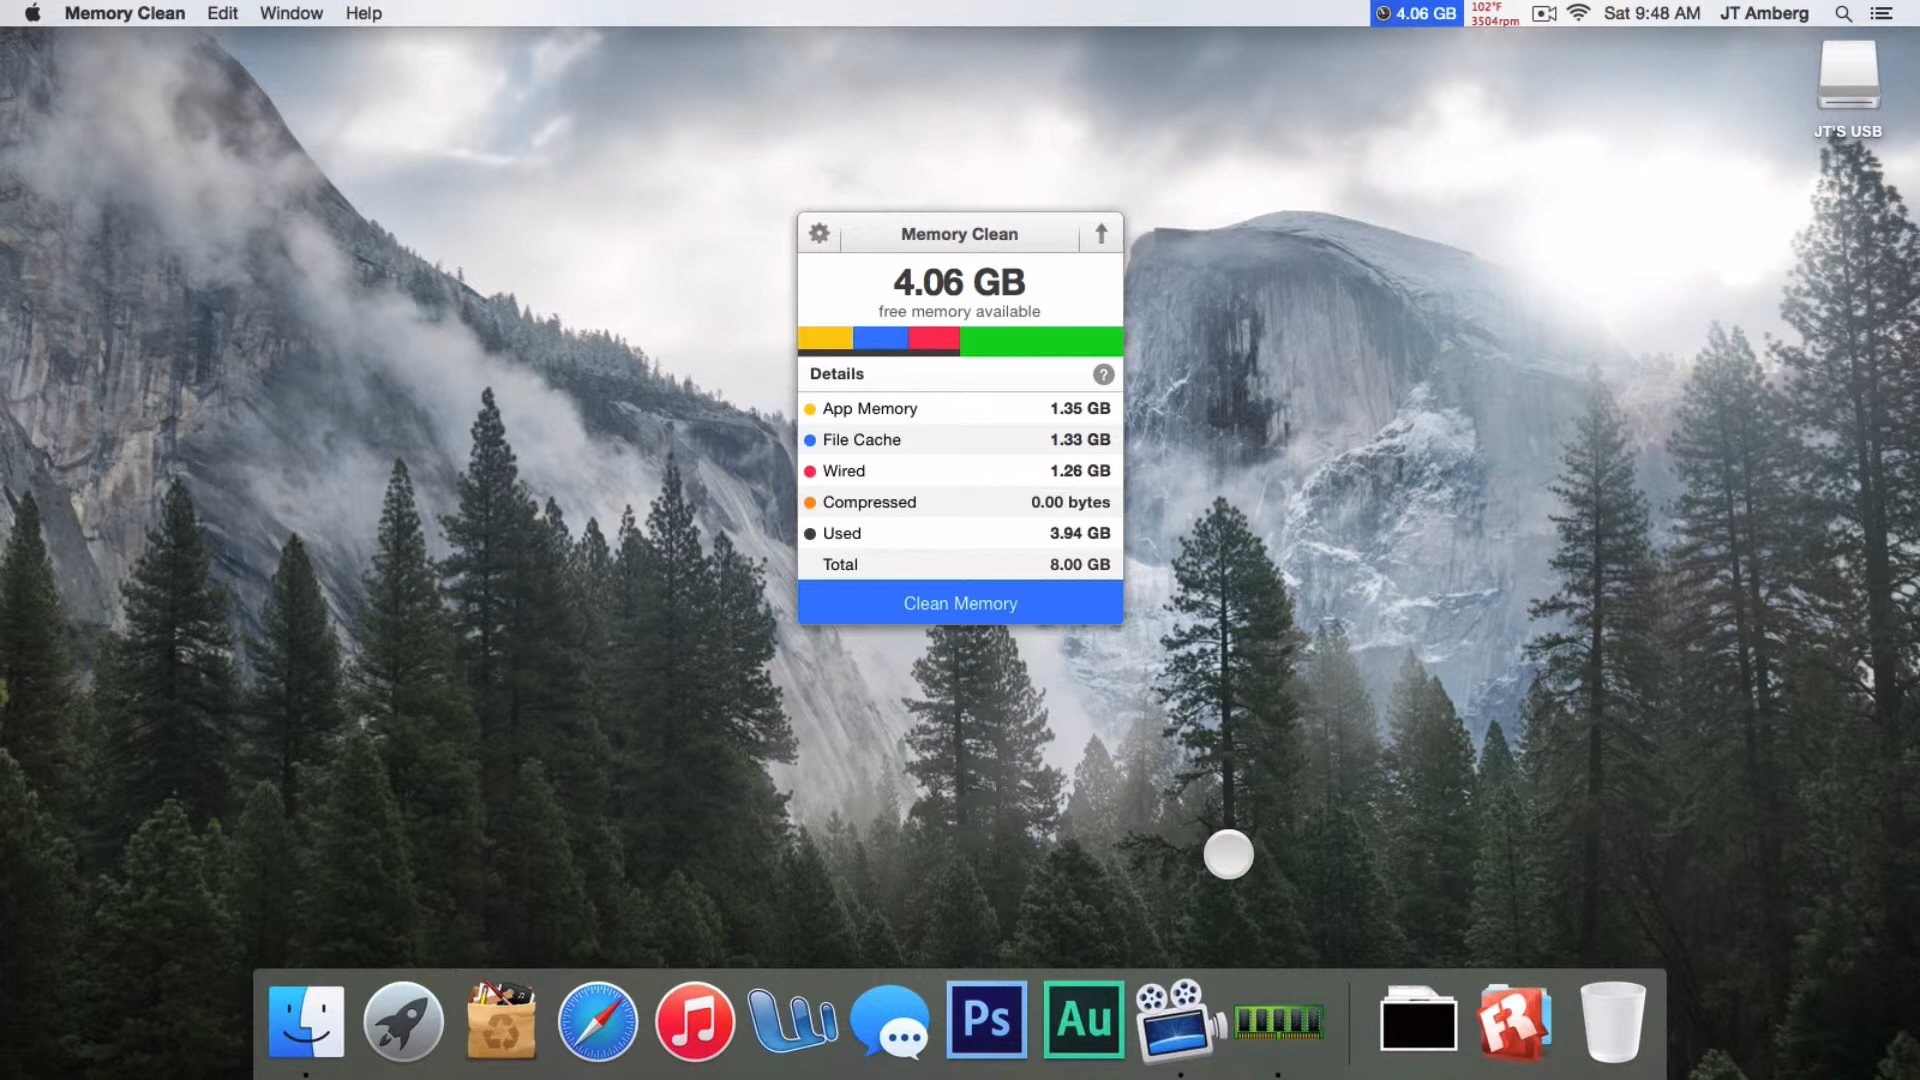 Memory Clean Edit Window Help 4.06 GB 102°F 3504rpm Sat 9:48 AM JT Amberg
JT'S USB
Memory Clean
4.06 GB
free memory available
Details ?
App Memory 1.35 GB
File Cache 1.33 GB
Wired 1.26 GB
Compressed 0.00 bytes
Used 3.94 GB
Total 8.00 GB
Clean Memory
Ps Au